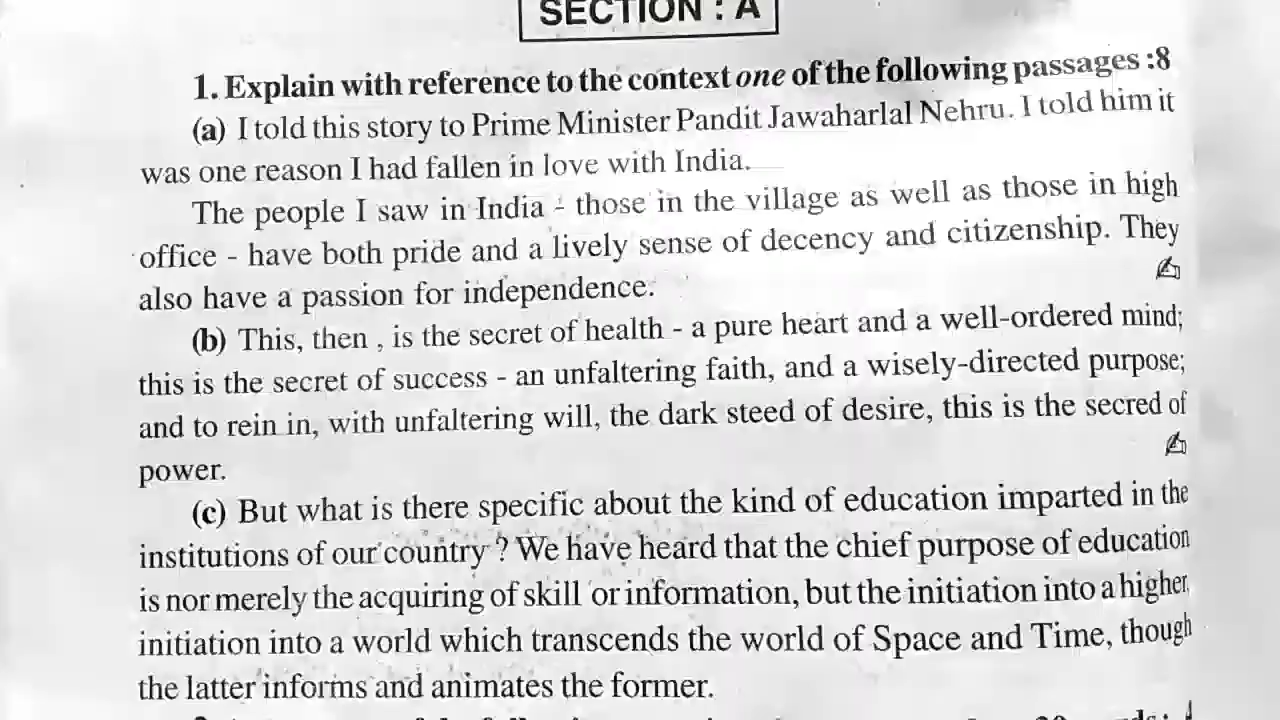 SECTION : A
1. Explain with reference to the context one of the following passages :8
(a) I told this story to Prime Minister Pandit Jawaharlal Nehru. I told him it
was one reason I had fallen in love with India.
The people I saw in India - those in the village as well as those in high
office - have both pride and a lively sense of decency and citizenship. They
also have a passion for independence.
(b) This, then , is the secret of health - a pure heart and a well-ordered mind;
this is the secret of success - an unfaltering faith, and a wisely-directed purpose;
and to rein in, with unfaltering will, the dark steed of desire, this is the secred of
power.
(c) But what is there specific about the kind of education imparted in the
institutions of our country ? We have heard that the chief purpose of education
is nor merely the acquiring of skill or information, but the initiation into a higher
initiation into a world which transcends the world of Space and Time, though
the latter informs and animates the former.